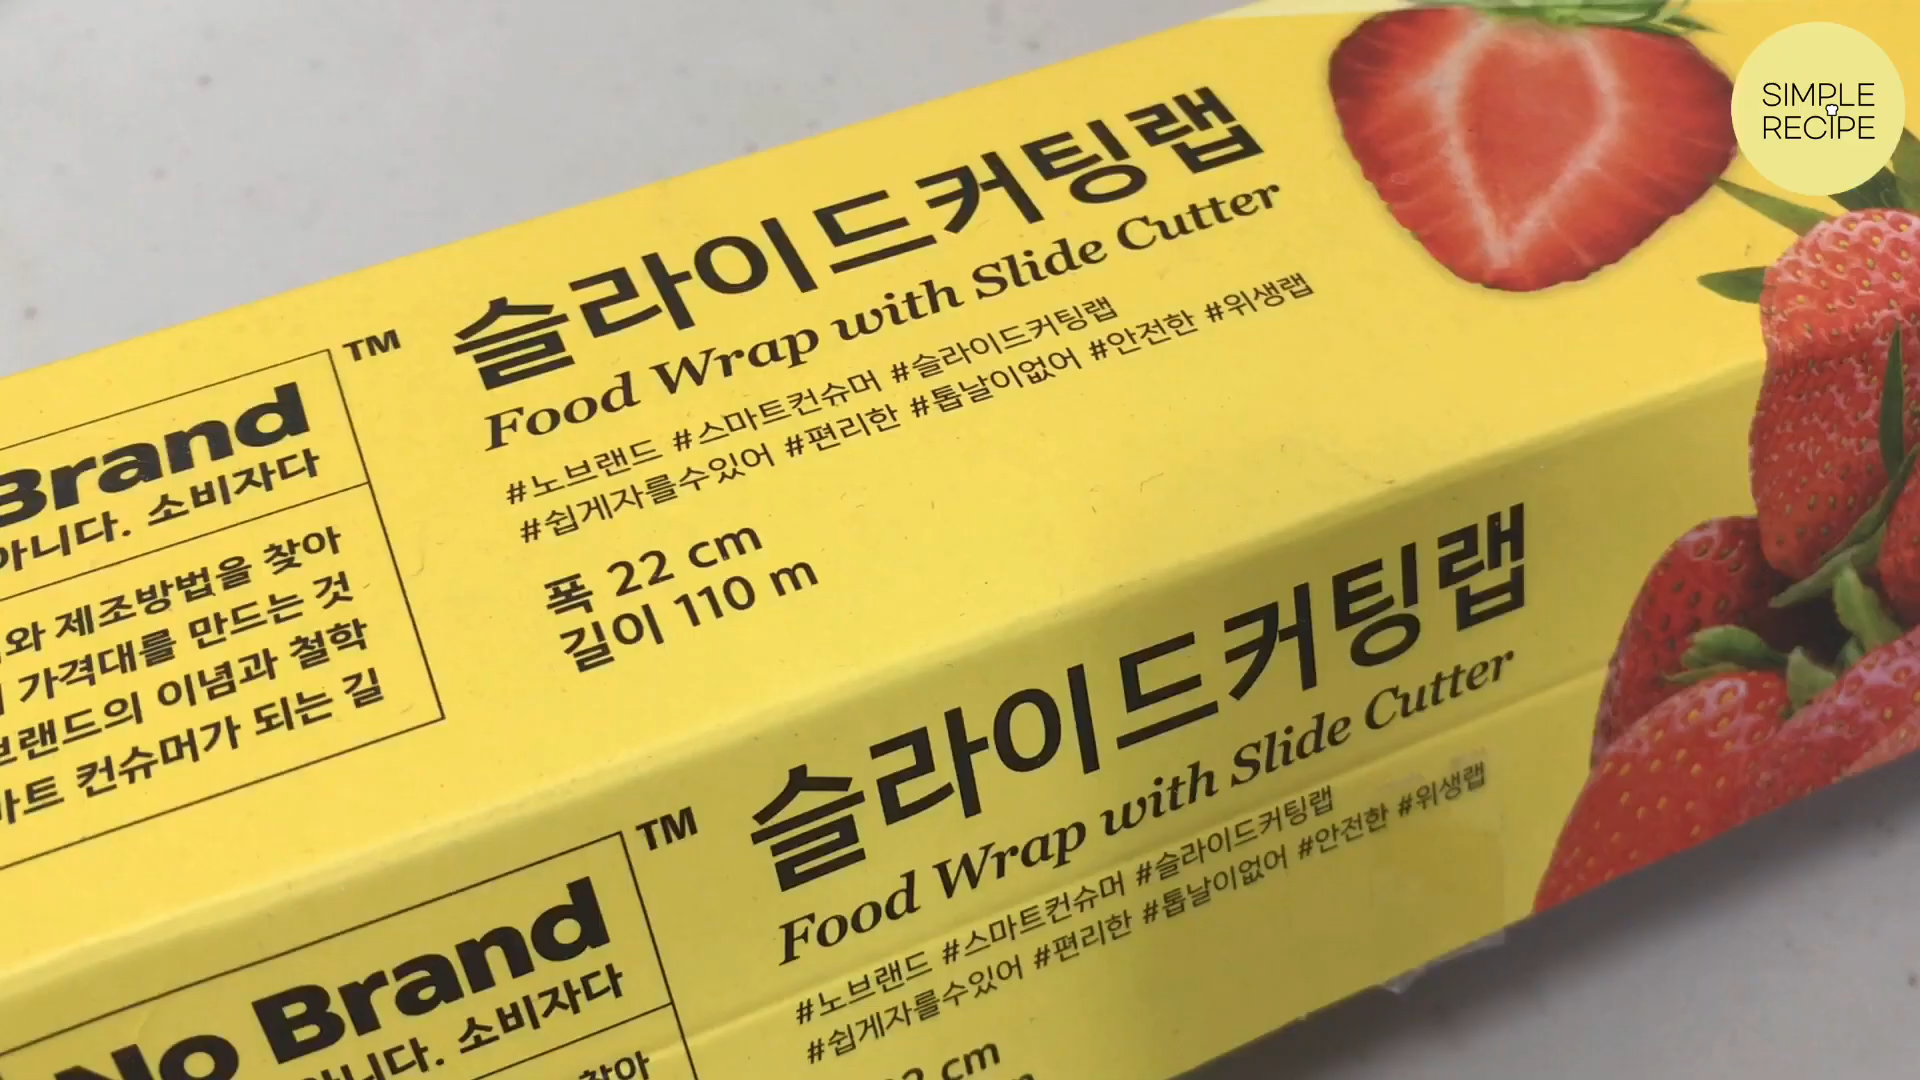 SIMPLE
RECIPE
Brand
TM
아니다. 소비자다
와 제조방법을 찾아
가격대를 만드는 것
브랜드의 이념과 철학
마트 컨슈머가 되는 길
슬라이드커팅랩
Food Wrap with Slide Cutter
#노브랜드 #스마트컨슈머 #슬라이드커팅랩
#쉽게자를수있어 #편리한 #톱날이없어 #안전한 #위생랩
폭 22 cm
길이 110 m
No Brand
TM
아니다. 소비자다
찾아
슬라이드커팅랩
Food Wrap with Slide Cutter
#노브랜드 #스마트컨슈머 #슬라이드커팅랩
#쉽게자를수있어 #편리한 #톱날이없어 #안전한 #위생랩
cm